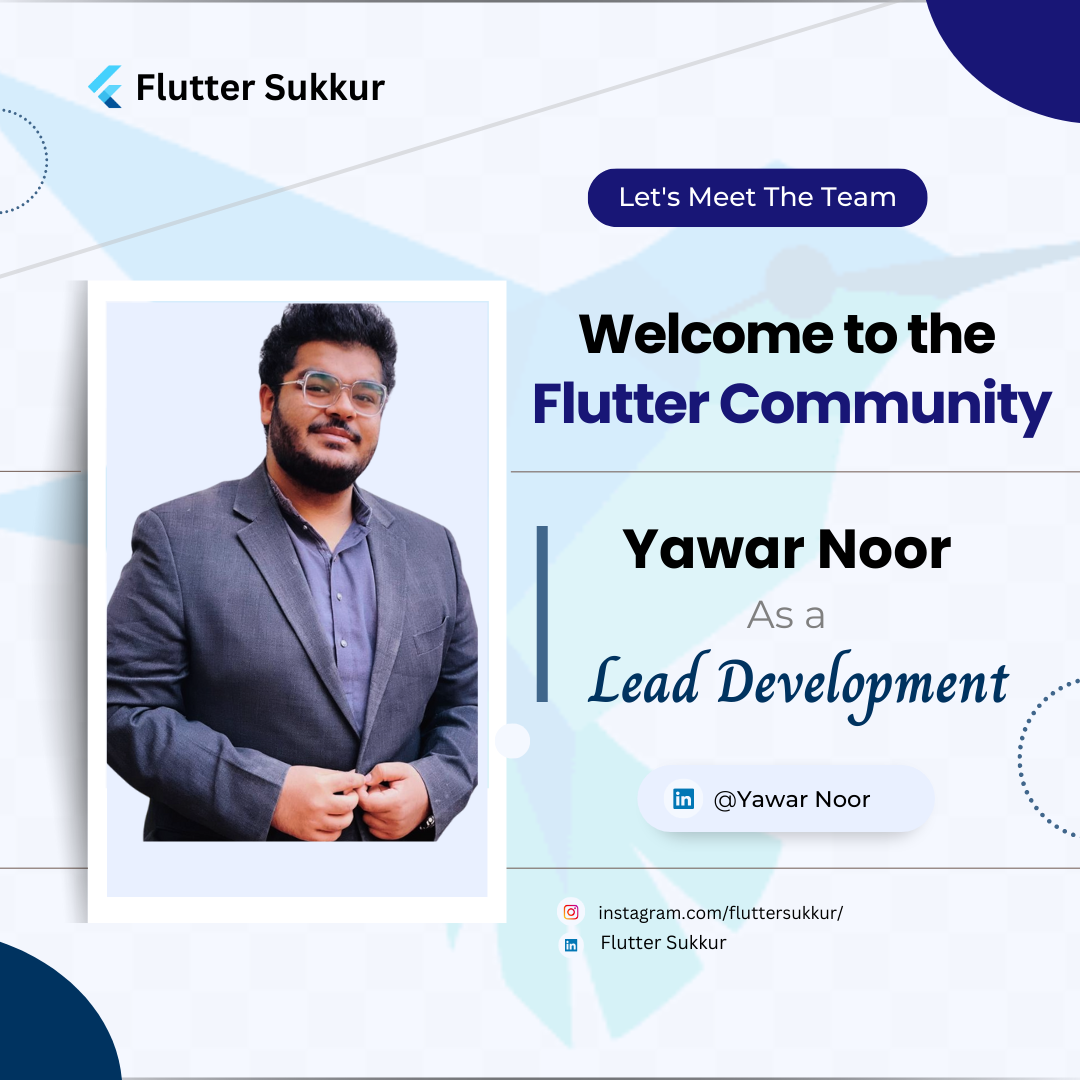 Flutter Sukkur
Let's Meet The Team
Welcome to the
Flutter Community
Yawar Noor
As a
Lead Development
@Yawar Noor
instagram.com/fluttersukkur/
Flutter Sukkur